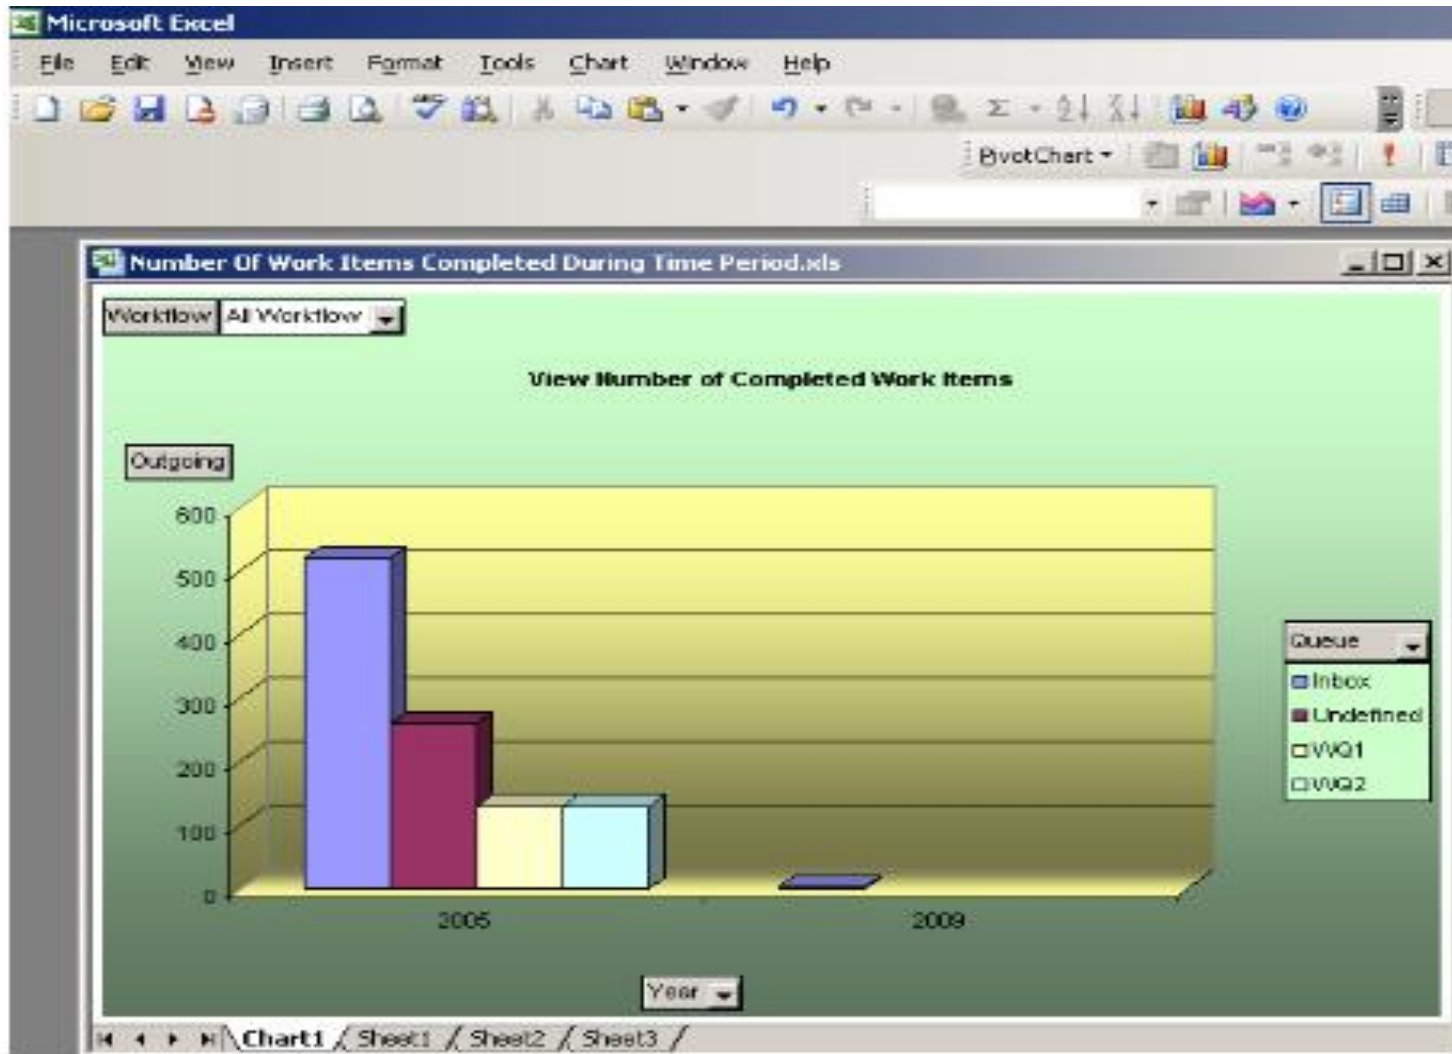 Microsoft Excel
File Edit View Insert Format Tools Chart Window Help
PivotChart
Number Of Work Items Completed During Time Period.xls
Workflow All Workflow
View Number of Completed Work Items
Outgoing
600
500
400
300
200
100
0
2005 2009
Queue
Inbox
Undefined
WQ1
WQ2
Year
Chart1 Sheet1 Sheet2 Sheet3